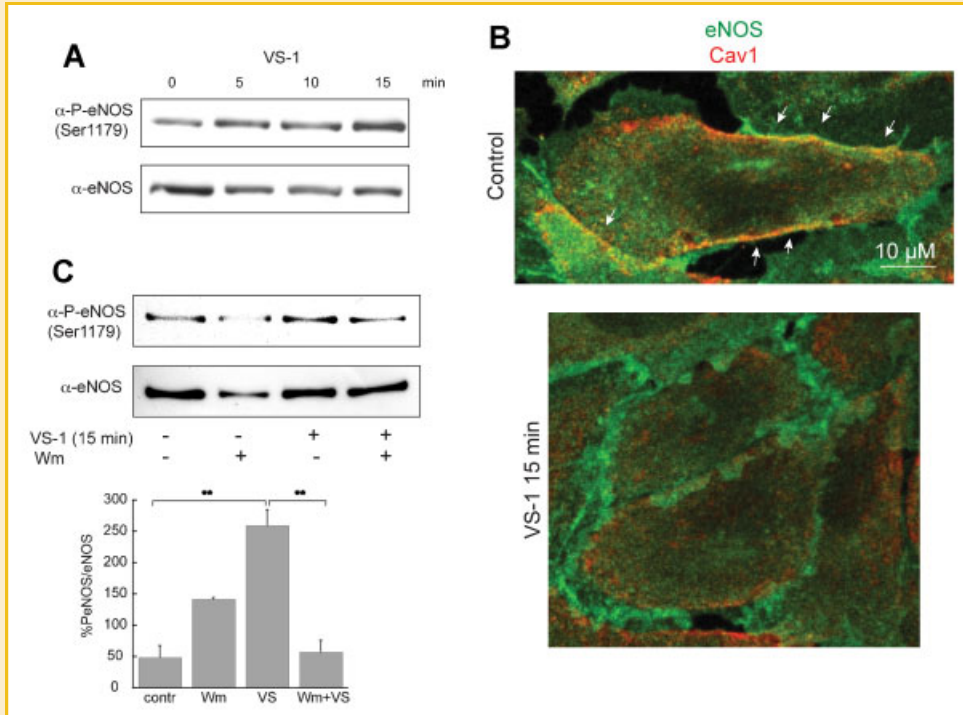 A
VS-1
0 5 10 15 min
α-P-eNOS
(Ser1179)
α-eNOS
B
eNOS
Cav1
Control
10 µM
VS-1 15 min
C
α-P-eNOS
(Ser1179)
α-eNOS
VS-1 (15 min) - - + +
Wm - + - +
•• ••
%PeNOS/eNOS
300
250
200
150
100
50
0
contr Wm VS Wm+VS